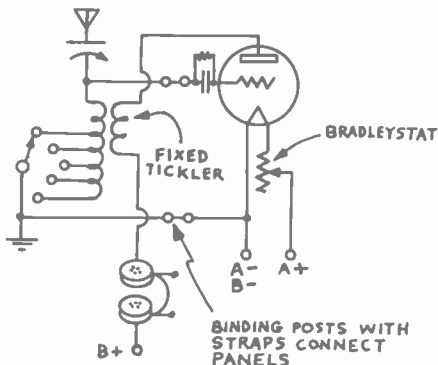 BRADLEYSTAT
FIXED
TICKLER
A- A+
B-
BINDING POSTS WITH
STRAPS CONNECT
PANELS
B+